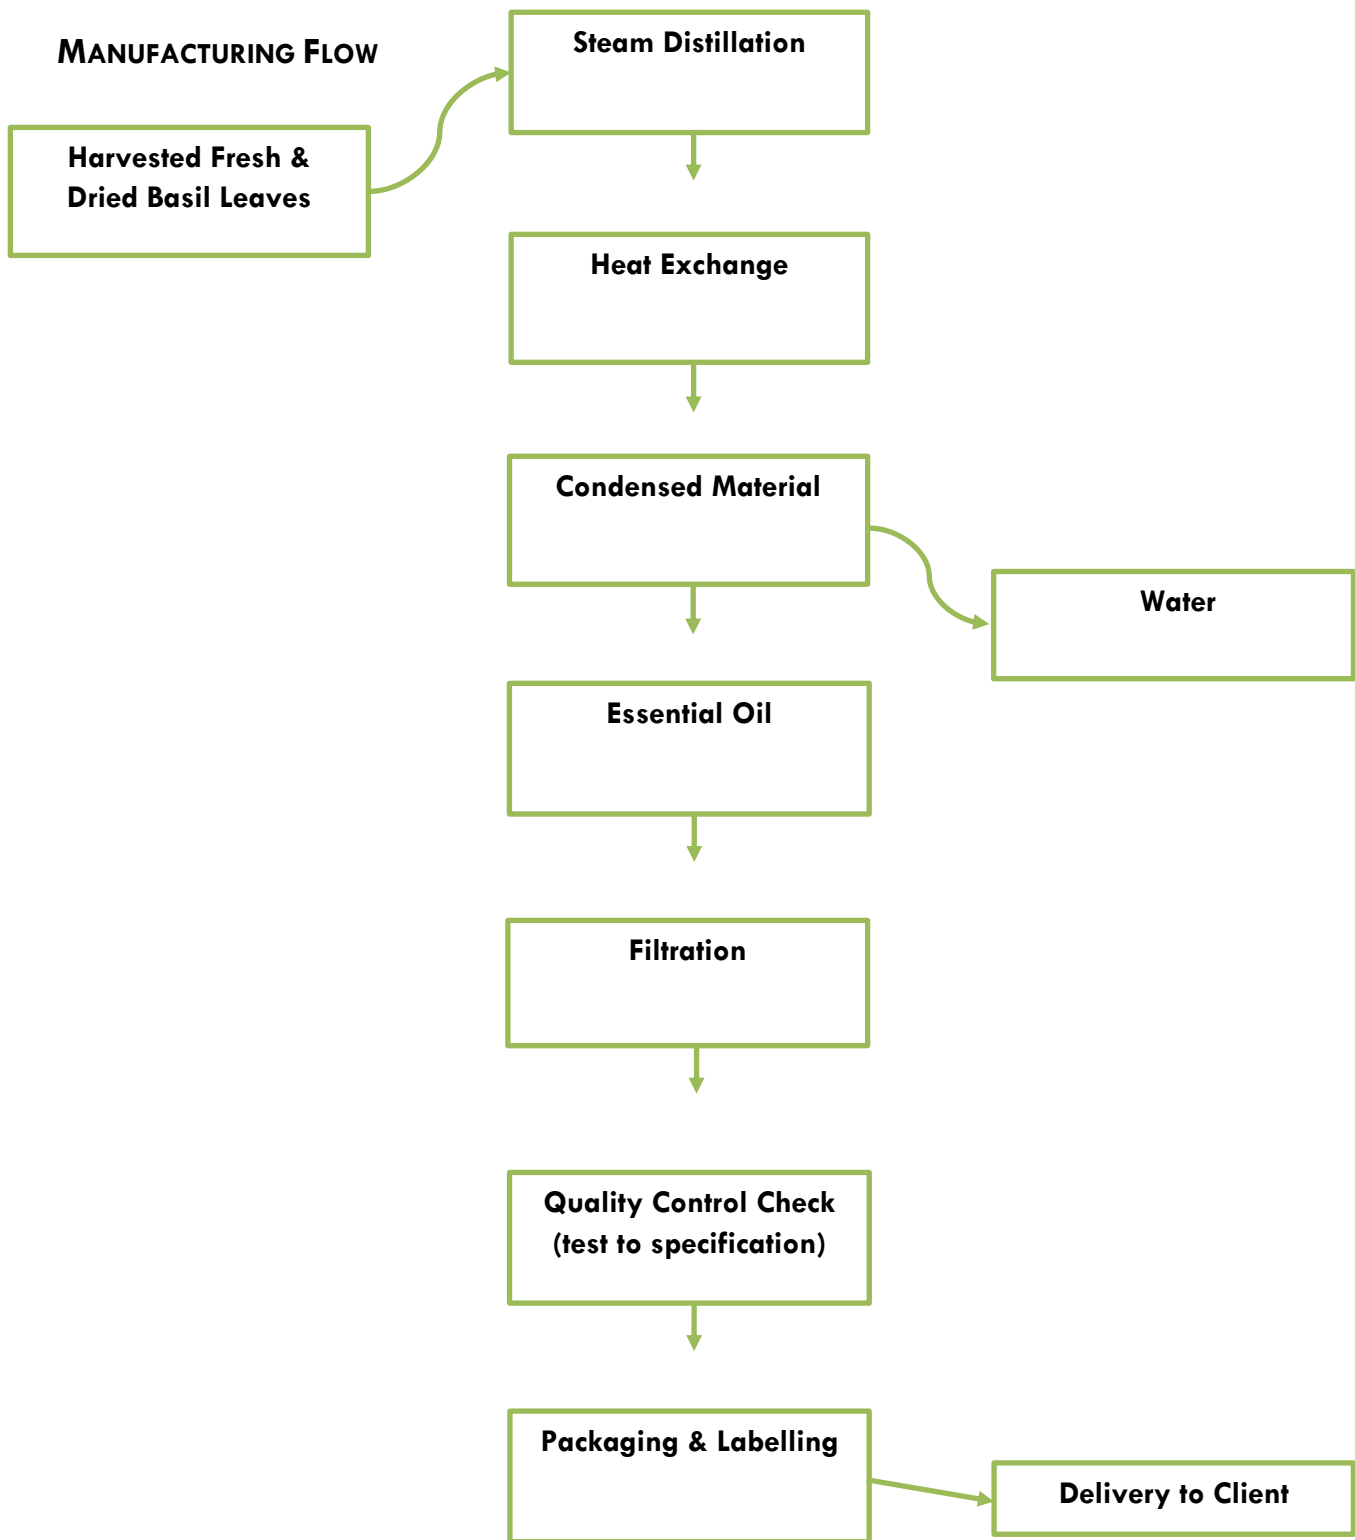 MANUFACTURING FLOW
Steam Distillation
Harvested Fresh &
Dried Basil Leaves
Heat Exchange
Condensed Material
Water
Essential Oil
Filtration
Quality Control Check
(test to specification)
Packaging & Labelling
Delivery to Client